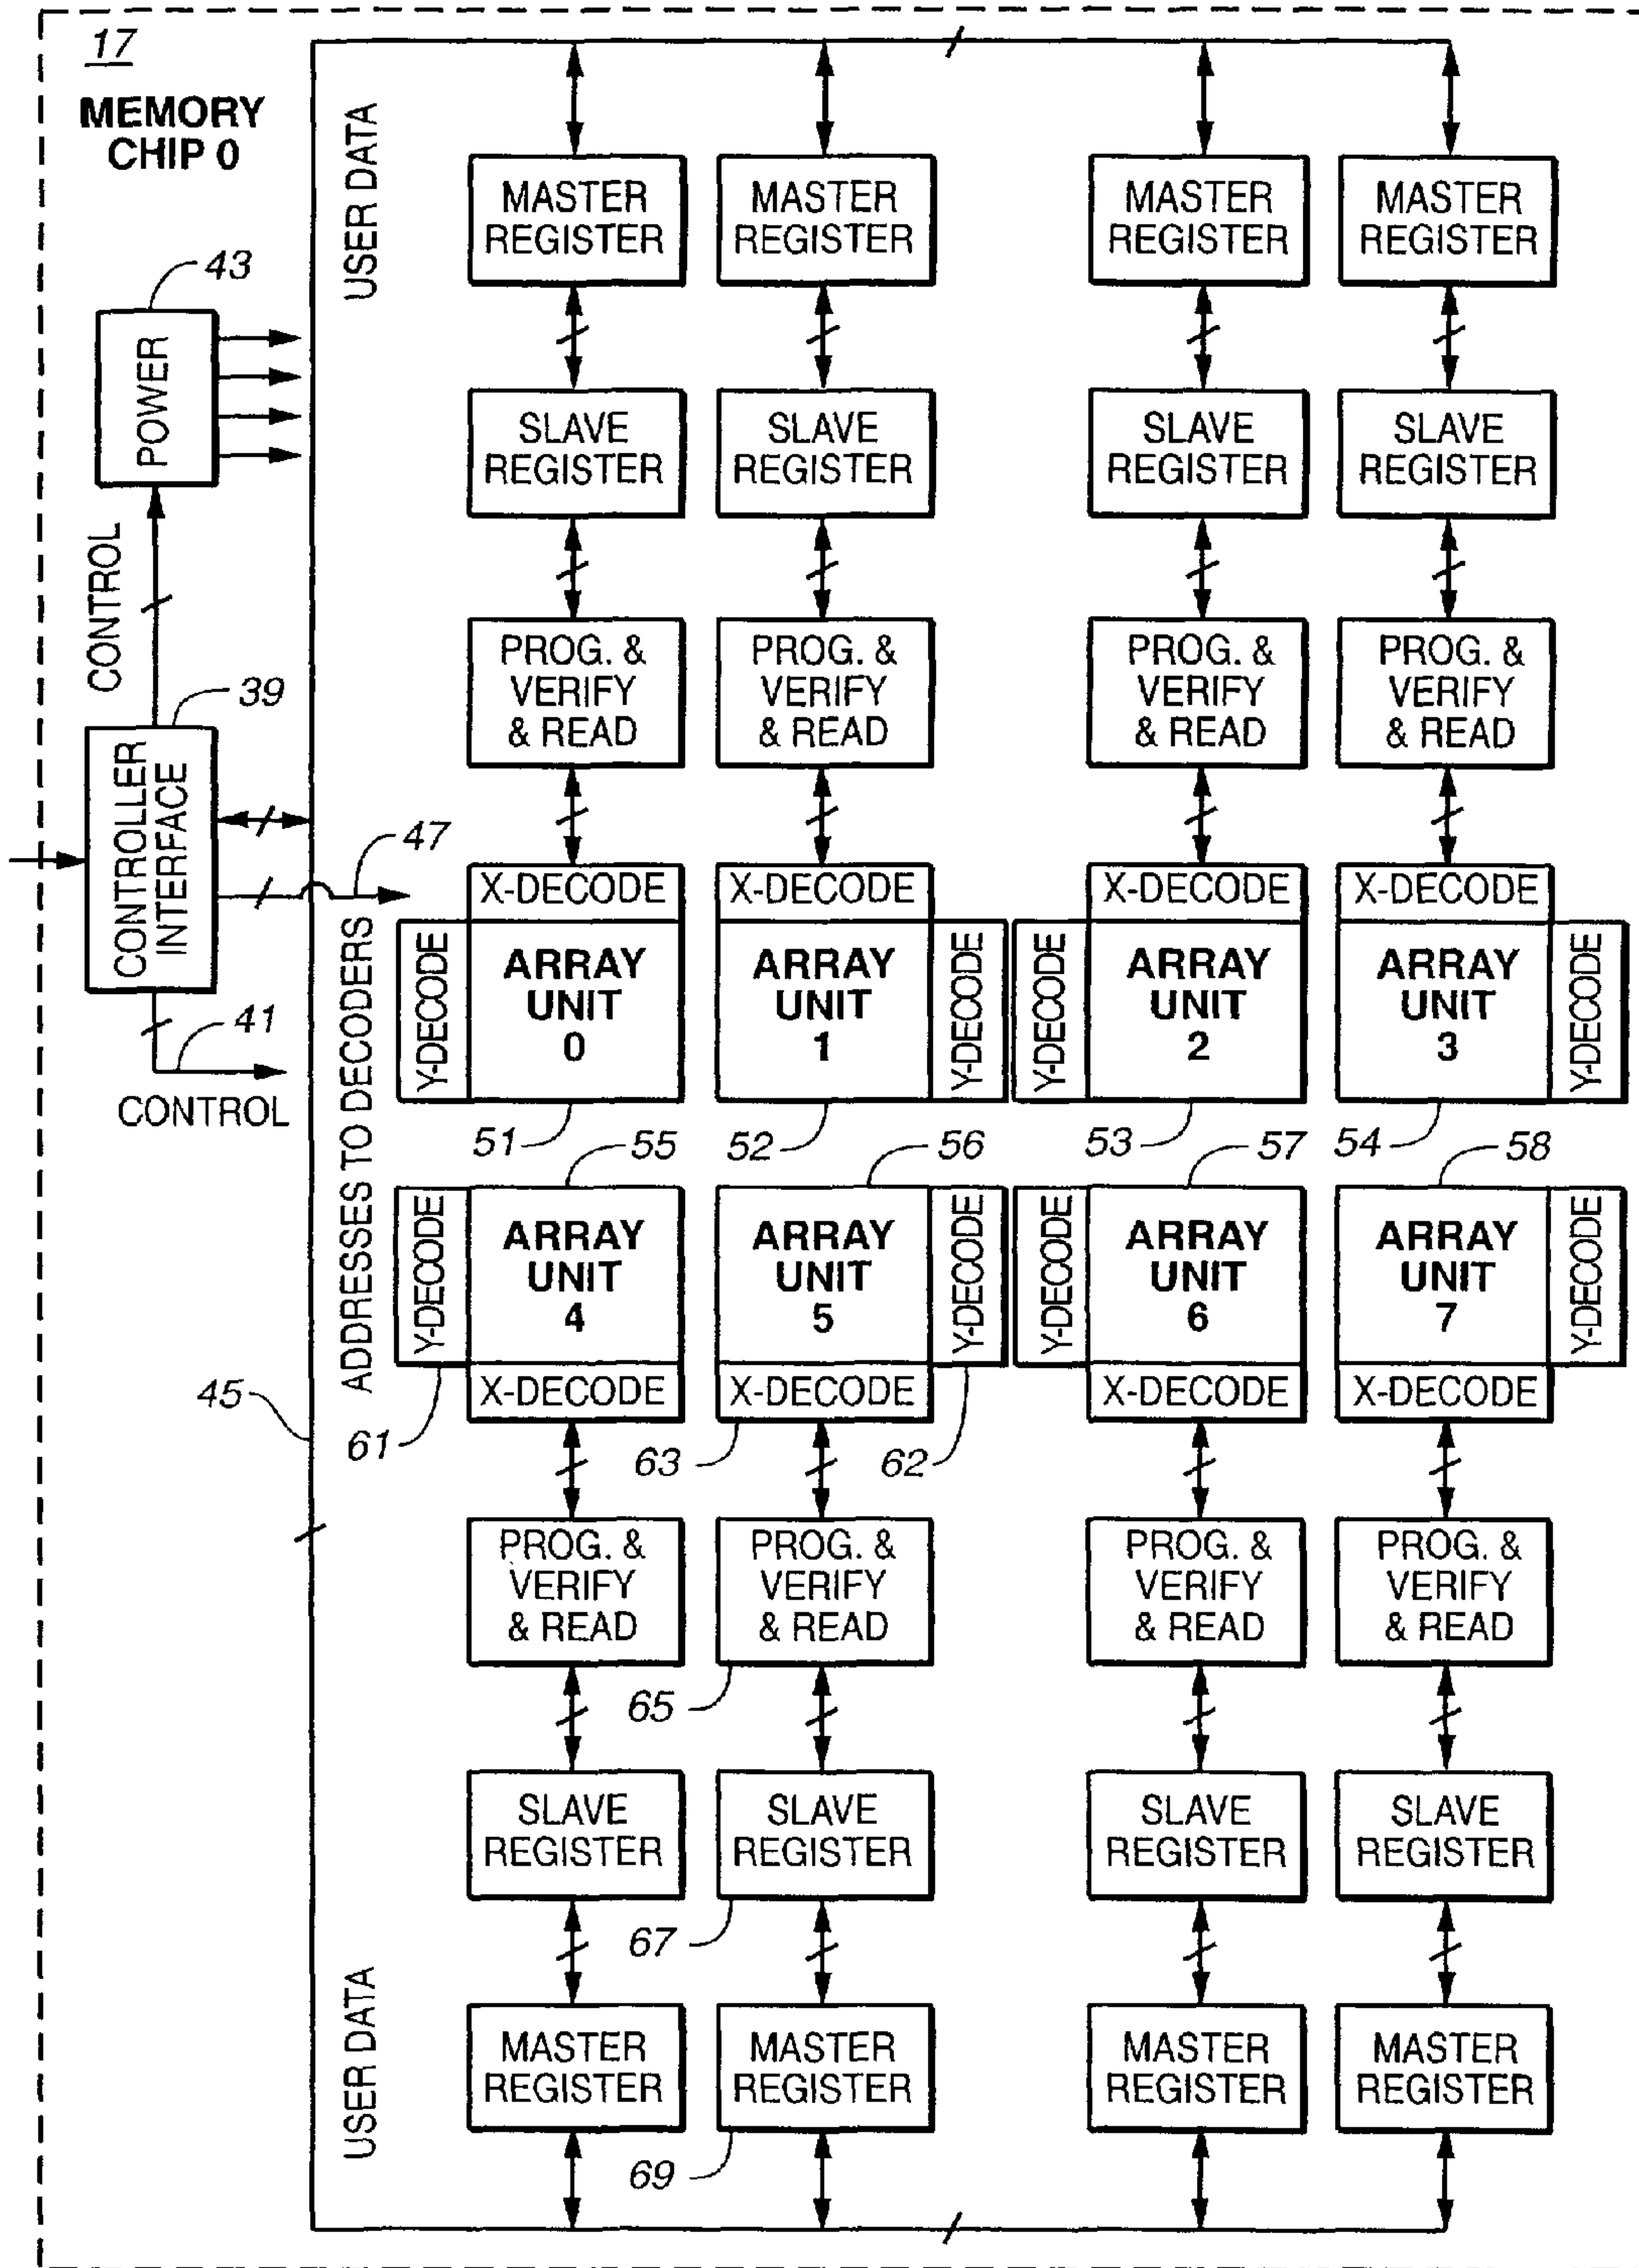 17
MEMORY
CHIP 0
43
POWER
CONTROL
39
CONTROLLER
INTERFACE
47
41
CONTROL
45
USER DATA
ADDRESSES TO DECODERS
USER DATA
MASTER
REGISTER
MASTER
REGISTER
MASTER
REGISTER
MASTER
REGISTER
SLAVE
REGISTER
SLAVE
REGISTER
SLAVE
REGISTER
SLAVE
REGISTER
PROG. &
VERIFY
& READ
PROG. &
VERIFY
& READ
PROG. &
VERIFY
& READ
PROG. &
VERIFY
& READ
X-DECODE
X-DECODE
X-DECODE
X-DECODE
Y-DECODE
ARRAY
UNIT
0
ARRAY
UNIT
1
Y-DECODE
Y-DECODE
ARRAY
UNIT
2
ARRAY
UNIT
3
Y-DECODE
51
55
52
56
53
57
54
58
Y-DECODE
ARRAY
UNIT
4
ARRAY
UNIT
5
Y-DECODE
Y-DECODE
ARRAY
UNIT
6
ARRAY
UNIT
7
Y-DECODE
X-DECODE
X-DECODE
X-DECODE
X-DECODE
61
63
62
PROG. &
VERIFY
& READ
PROG. &
VERIFY
& READ
PROG. &
VERIFY
& READ
PROG. &
VERIFY
& READ
65
SLAVE
REGISTER
SLAVE
REGISTER
SLAVE
REGISTER
SLAVE
REGISTER
67
MASTER
REGISTER
MASTER
REGISTER
MASTER
REGISTER
MASTER
REGISTER
69